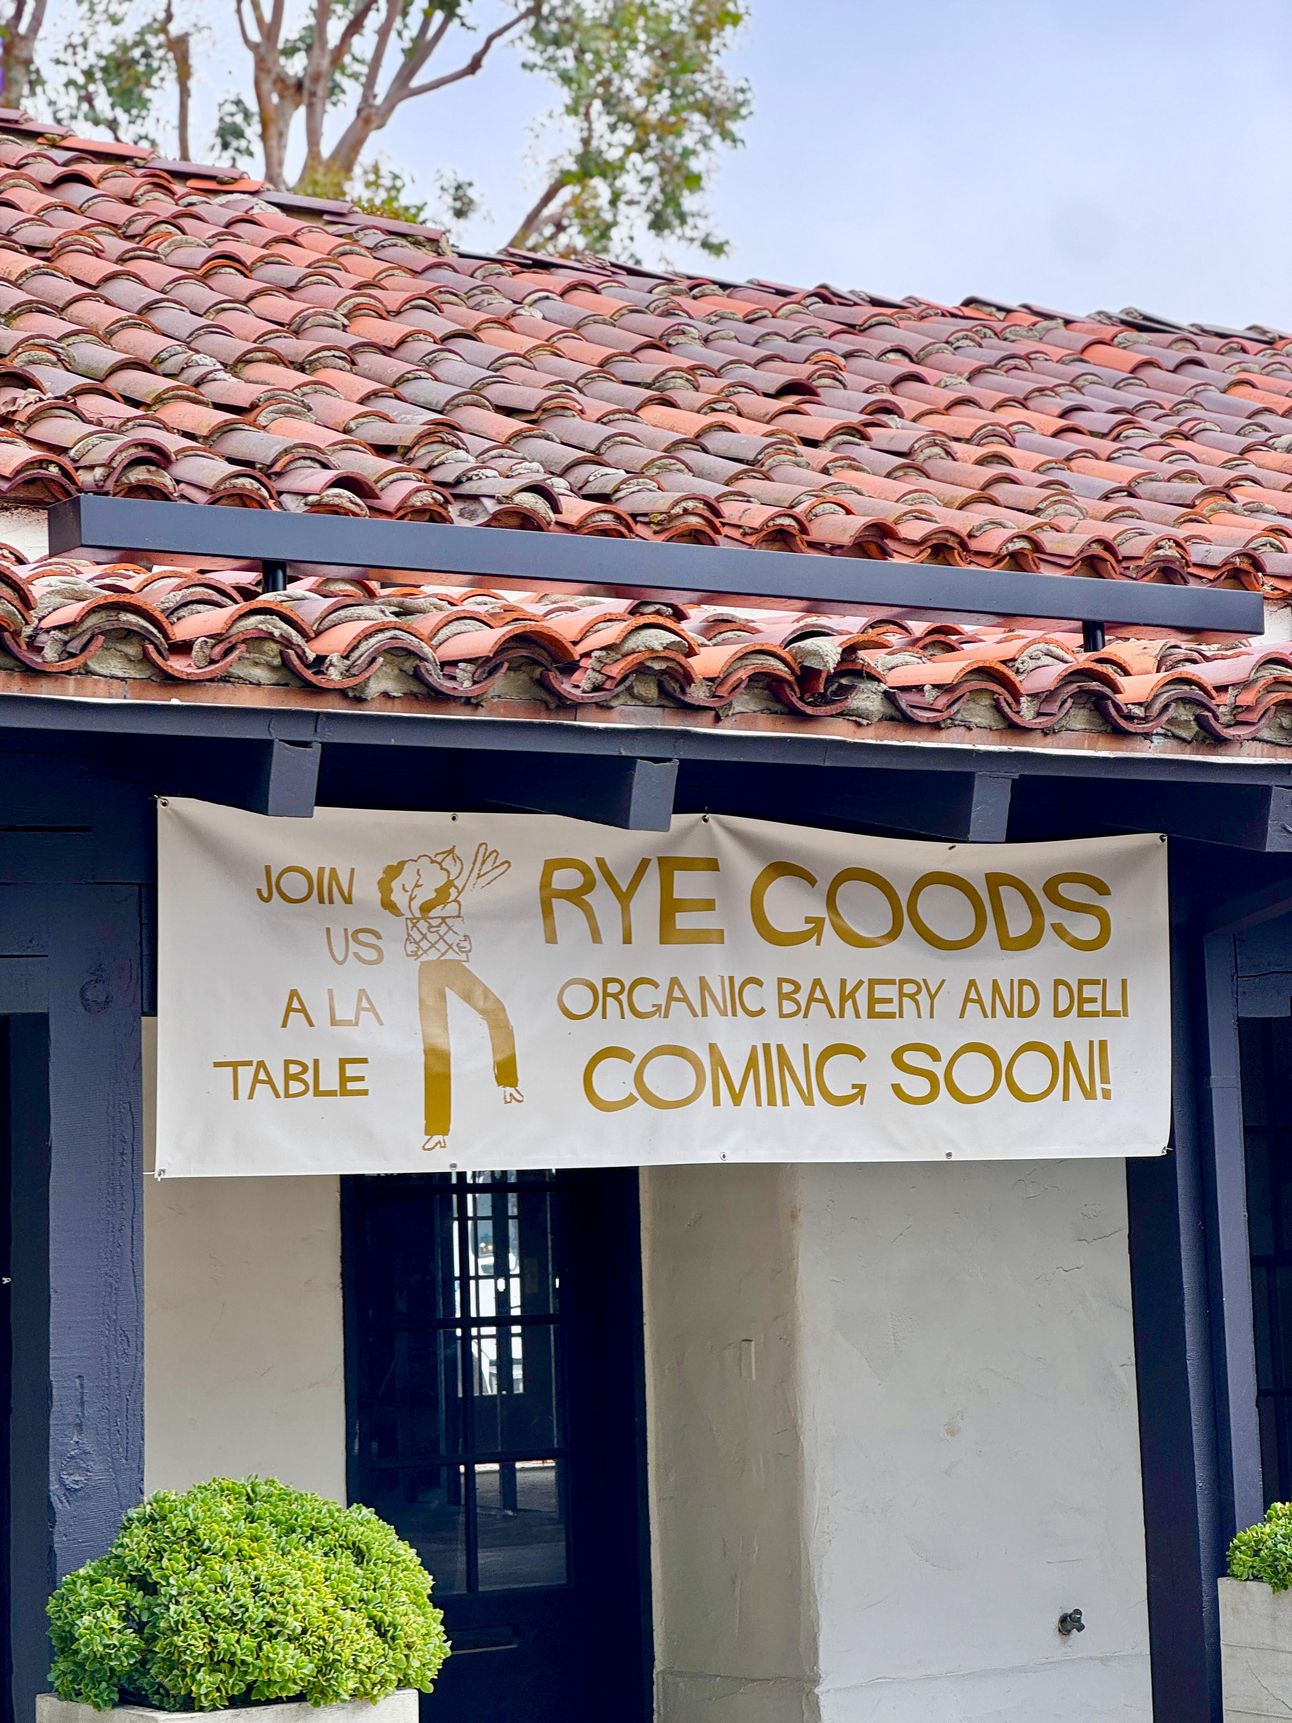 JOIN
US
A LA
TABLE
RYE GOODS
ORGANIC BAKERY AND DELI
COMING SOON!